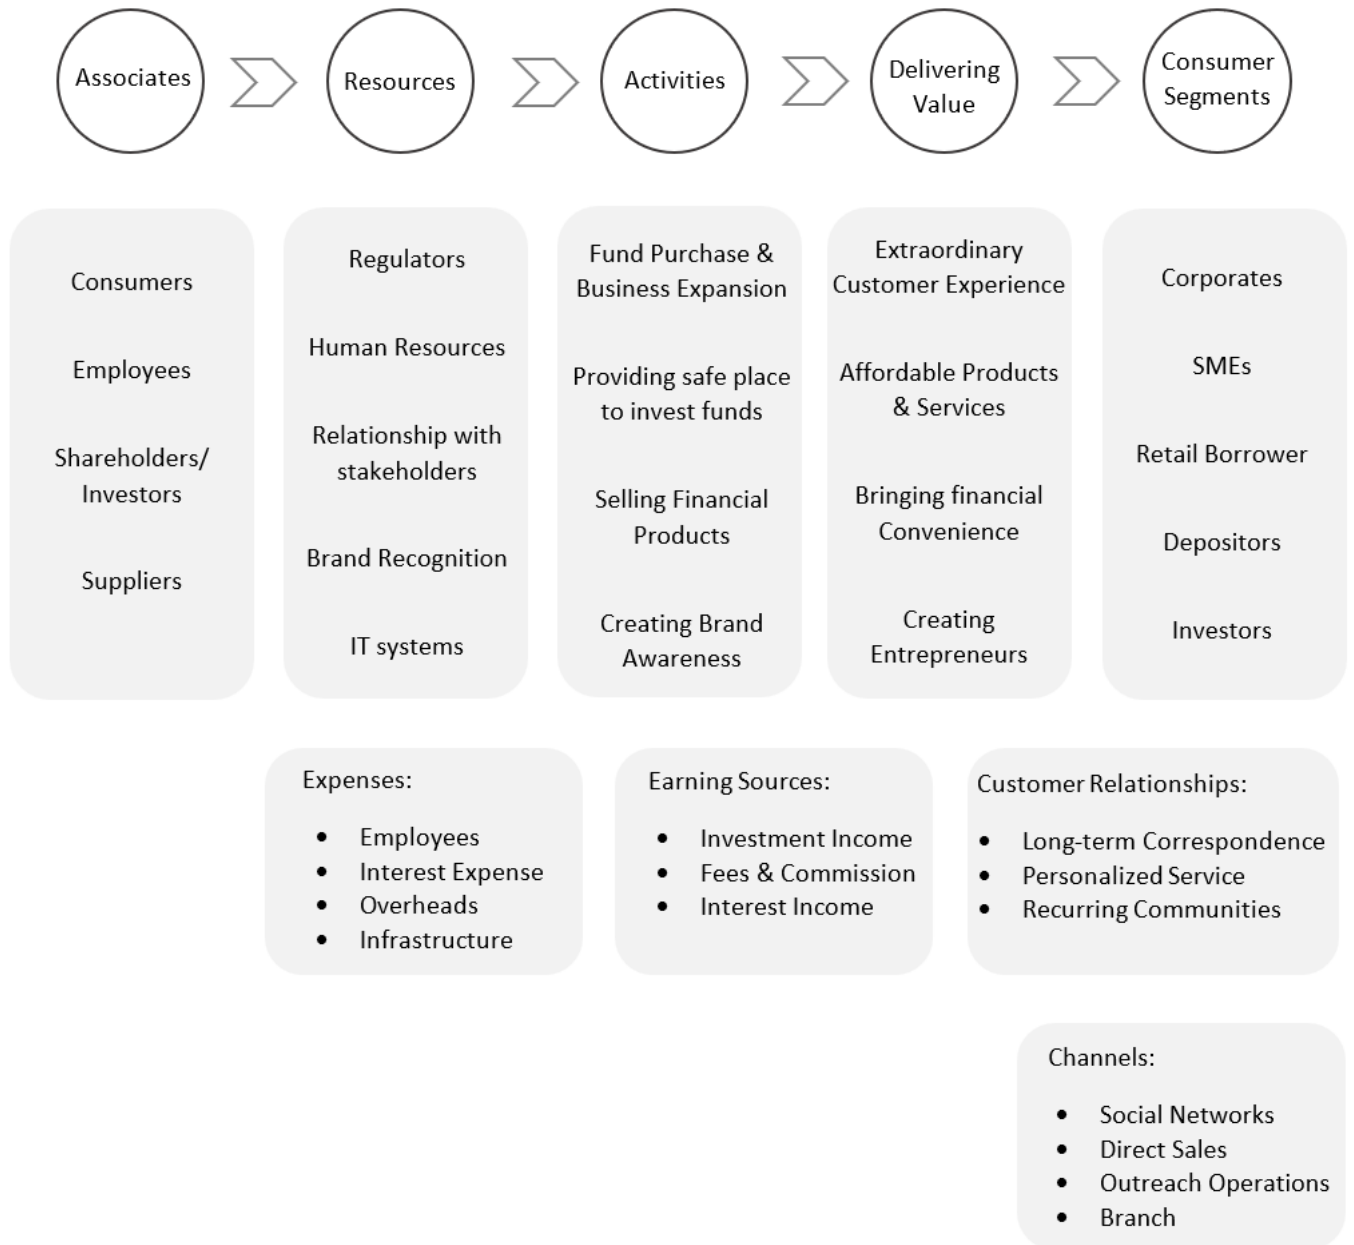 Associates
Resources
Activities
Delivering
Value
Consumer
Segments
Consumers
Employees
Shareholders/
Investors
Suppliers
Regulators
Human Resources
Relationship with
stakeholders
Brand Recognition
IT systems
Fund Purchase &
Business Expansion
Providing safe place
to invest funds
Selling Financial
Products
Creating Brand
Awareness
Extraordinary
Customer Experience
Affordable Products
& Services
Bringing financial
Convenience
Creating
Entrepreneurs
Corporates
SMEs
Retail Borrower
Depositors
Investors
Expenses:
• Employees
• Interest Expense
• Overheads
• Infrastructure
Earning Sources:
• Investment Income
• Fees & Commission
• Interest Income
Customer Relationships:
• Long-term Correspondence
• Personalized Service
• Recurring Communities
Channels:
• Social Networks
• Direct Sales
• Outreach Operations
• Branch